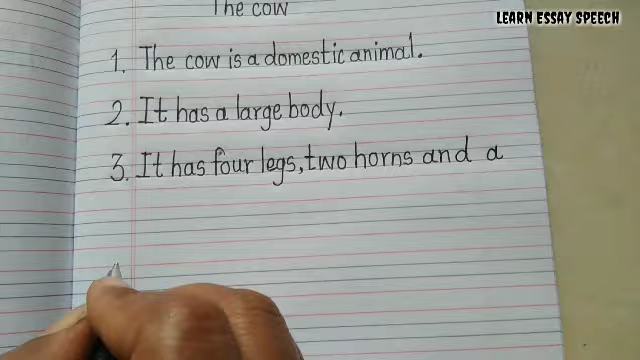 LEARN ESSAY SPEECH
The cow
1. The cow is a domestic animal.
2. It has a large body.
3. It has four legs, two horns and a